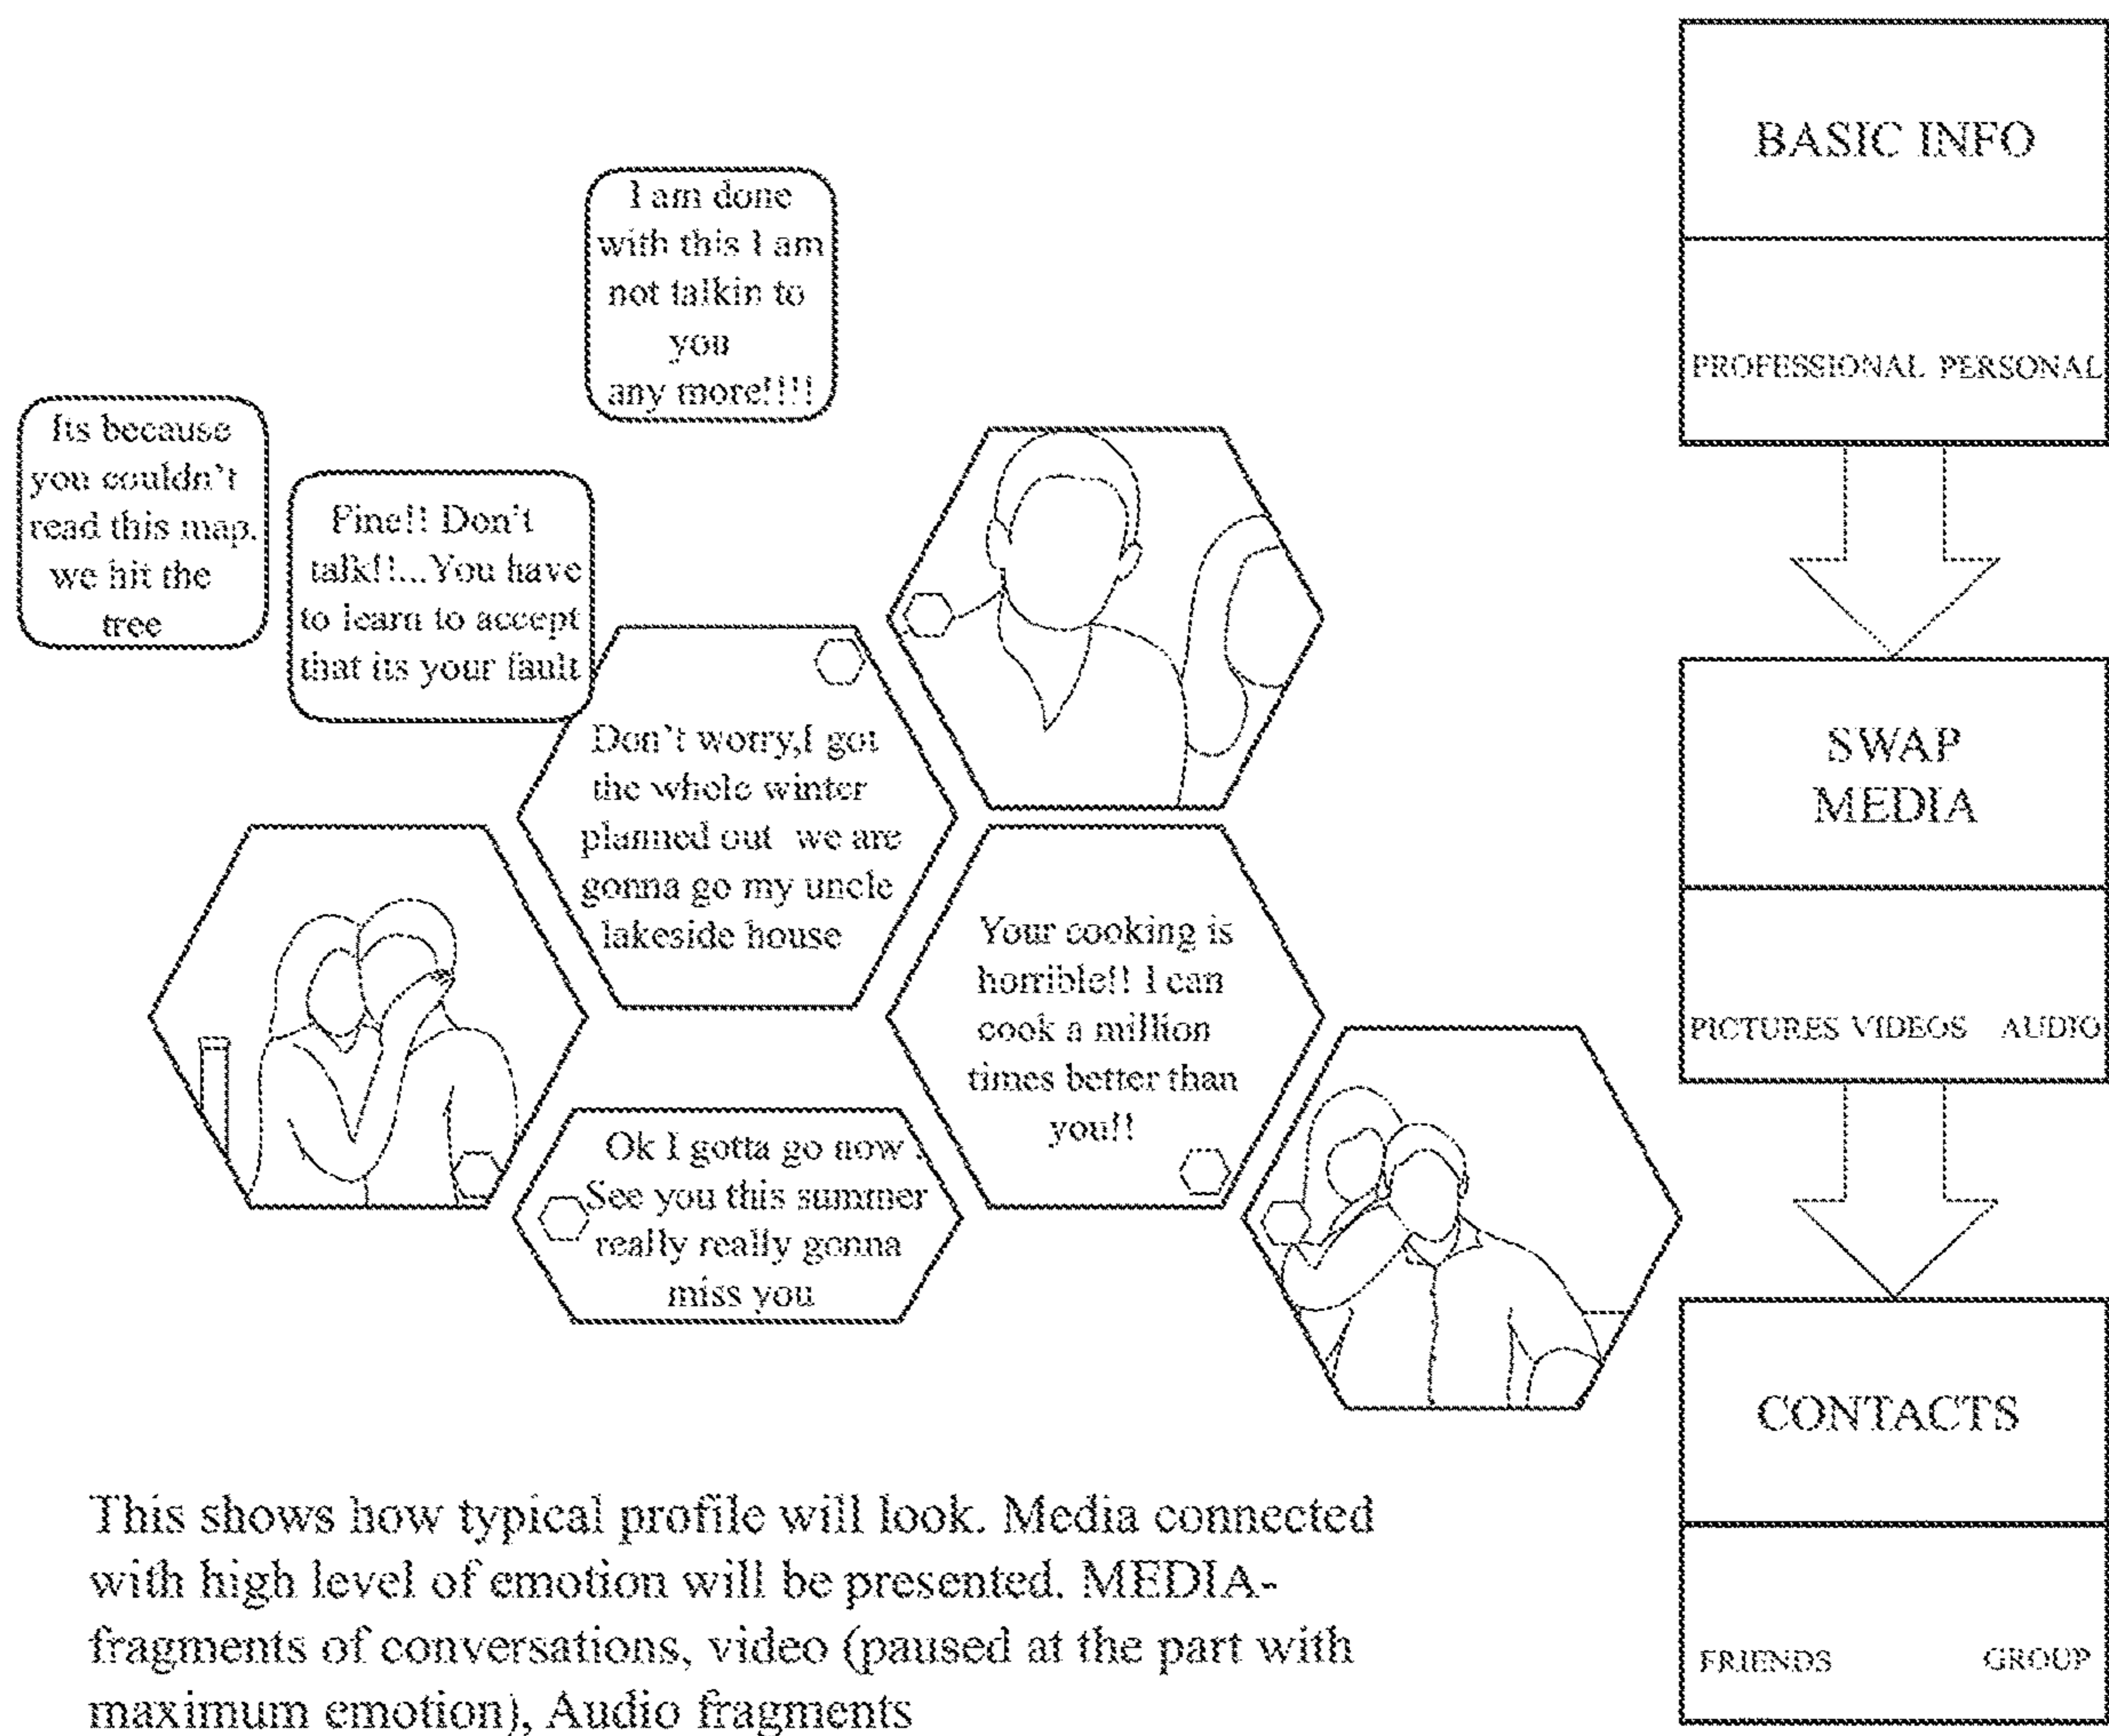 BASIC INFO
PROFESSIONAL PERSONAL
I am done
with this I am
not talkin to
you
any more!!!!
Its because
you couldn't
read this map.
we hit the
tree
Fine!! Don't
talk!!...You have
to learn to accept
that its your fault
Don't worry,I got
the whole winter
planned out we are
gonna go my uncle
lakeside house
SWAP
MEDIA
PICTURES VIDEOS AUDIO
Your cooking is
horrible!! I can
cook a million
times better than
you!!
Ok I gotta go now .
See you this summer
really really gonna
miss you
CONTACTS
FRIENDS GROUP
This shows how typical profile will look. Media connected
with high level of emotion will be presented. MEDIA-
fragments of conversations, video (paused at the part with
maximum emotion), Audio fragments